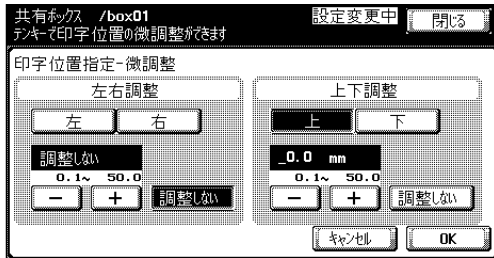 共有ボックス /box01 設定変更中 閉じる
テンキーで印字位置の微調整ができます
印字位置指定-微調整
左右調整 上下調整
左 右 上 下
調整しない _0.0 mm
0.1~ 50.0 0.1~ 50.0
- + 調整しない - + 調整しない
キャンセル OK